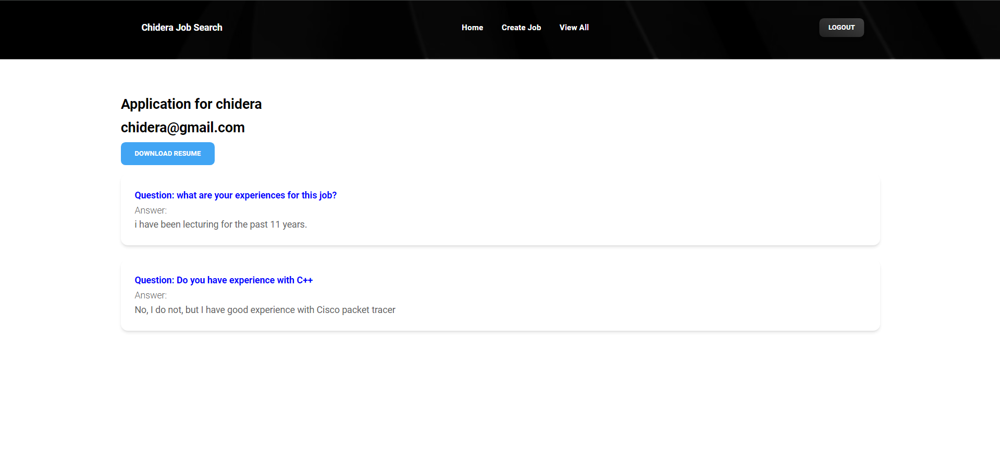 Chidera Job Search
Home
Create Job
View All
LOGOUT
Application for chidera
chidera@gmail.com
DOWNLOAD RESUME
Question: what are your experiences for this job?
Answer:
i have been lecturing for the past 11 years.
Question: Do you have experience with C++
Answer:
No, I do not, but I have good experience with Cisco packet tracer